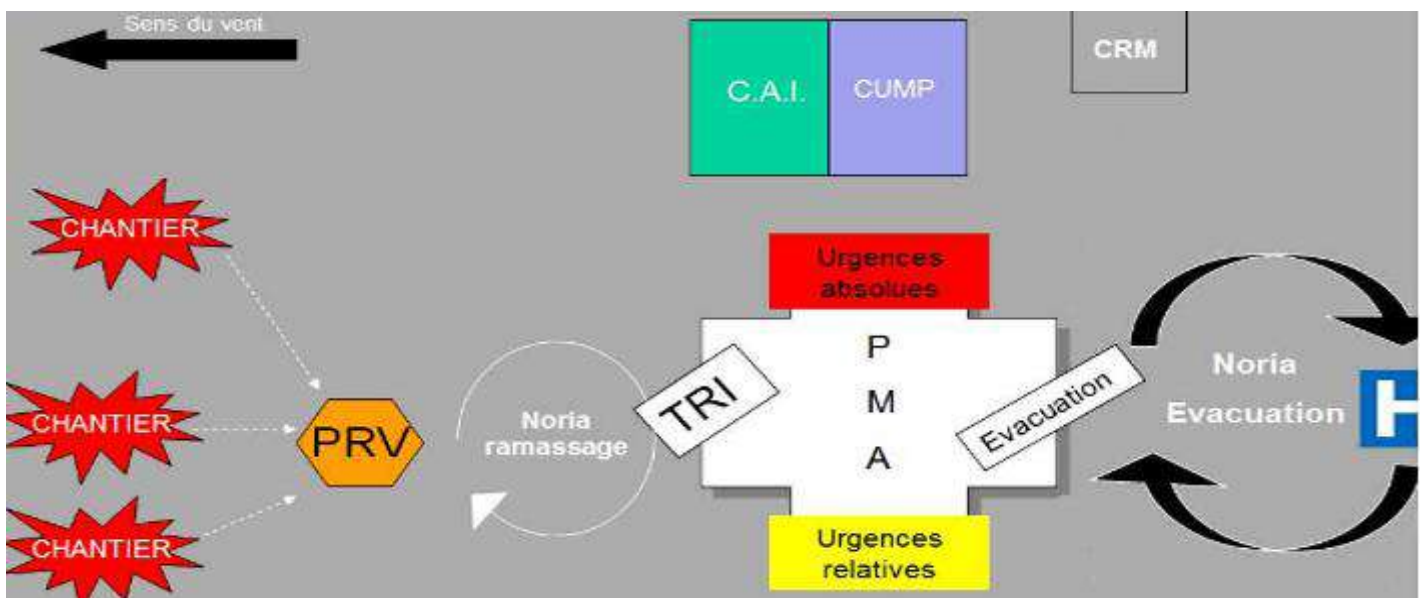 Sens du vent
C.A.I.
CUMP
CRM
CHANTIER
Urgences
absolues
P
M
A
TRI
Evacuation
Noria
Evacuation
H
CHANTIER
PRV
Noria
ramassage
CHANTIER
Urgences
relatives